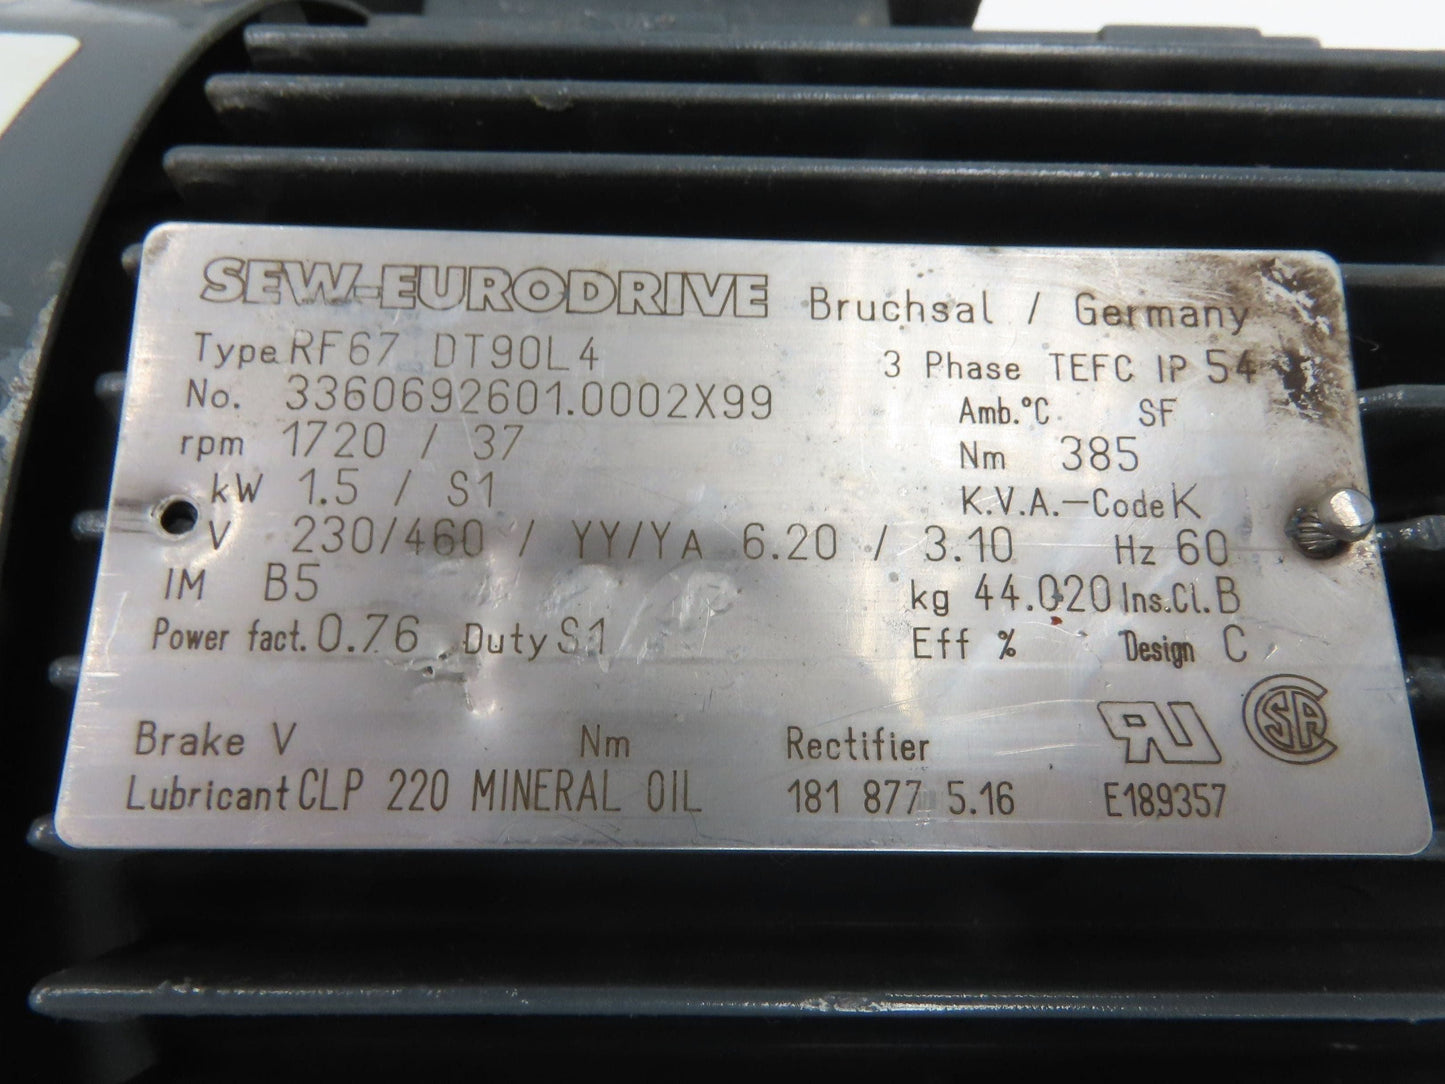 SEW-EURODRIVE Bruchsal / Germany
Type RF67 DT90L4 3 Phase TEFC IP 54
No. 3360692601.0002X99 Amb.°C SF
rpm 1720 / 37 Nm 385
kW 1.5 / S1 K.V.A.-Code K
V 230/460 / YY/Y A 6.20 / 3.10 Hz 60
IM B5 kg 44.020 Ins.Cl. B
Power fact. 0.76 Duty S1 Eff % Design C
Brake V Nm Rectifier RU CSA
Lubricant CLP 220 MINERAL OIL 181 877 5.16 E189357